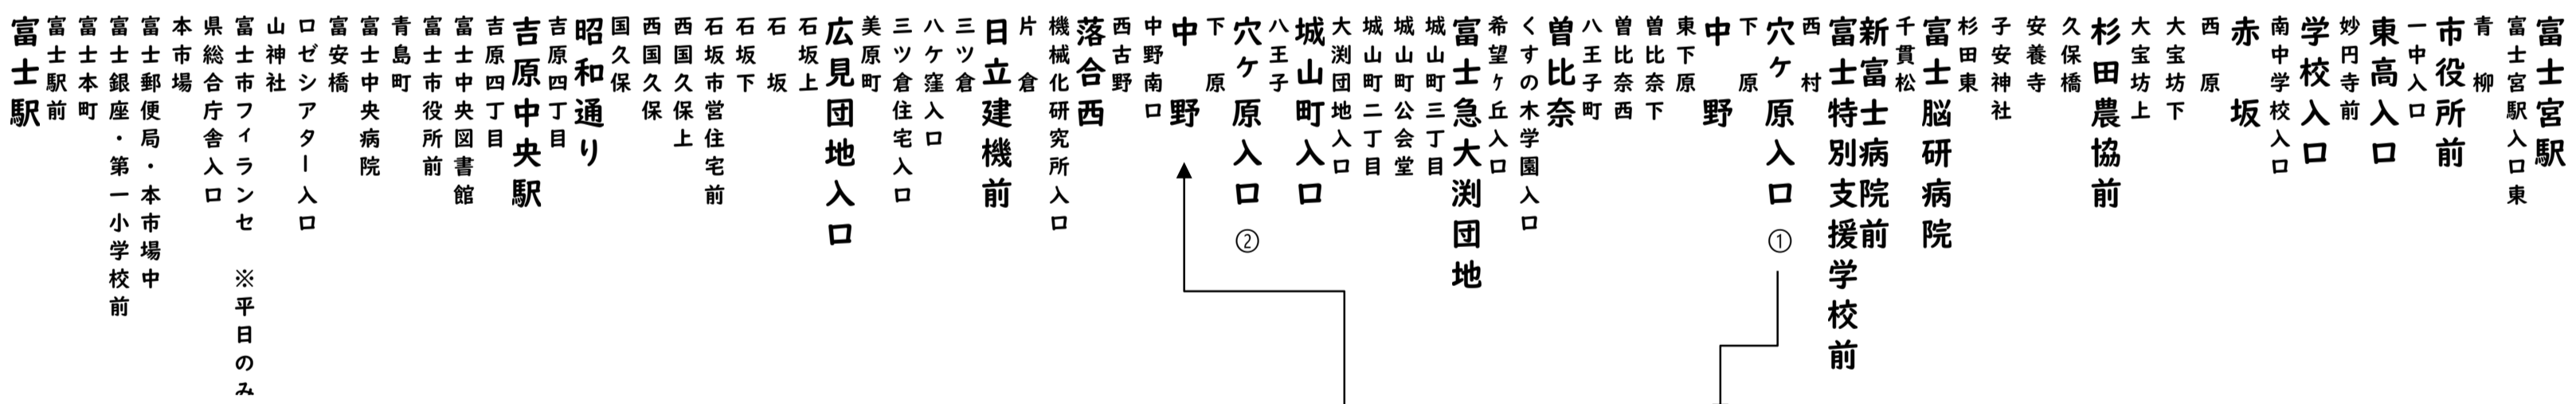 富士宮駅
富士宮駅入口東
青柳
市役所前
一中入口
東高入口
妙円寺前
学校入口
南中学校入口
赤坂
西原
大宝坊下
大宝坊上
杉田農協前
久保橋
安養寺
子安神社
杉田東
富士脳研病院
千貫松
新富士病院前
富士特別支援学校前
西村
穴ケ原入口 ①
下原
中野
東下原
曽比奈下
曽比奈西
八王子町
曽比奈
くすの木学園入口
希望ヶ丘入口
富士急大渕団地
城山町三丁目
城山町公会堂
城山町二丁目
大渕団地入口
城山町入口
八王子
穴ケ原入口 ②
下原
中野
中野南口
西古野
落合西
機械化研究所入口
片倉
日立建機前
三ツ倉
八ケ窪入口
三ツ倉住宅入口
美原町
広見団地入口
石坂上
石坂
石坂下
石坂市営住宅前
西国久保上
西国久保
国久保
昭和通り
吉原四丁目
吉原中央駅
吉原四丁目
富士中央図書館
富士市役所前
青島町
富士中央病院
富安橋
ロゼシアター入口
山神社
富士市フィランセ ※平日のみ
県総合庁舎入口
本市場
富士郵便局・本市場中
富士銀座・第一小学校前
富士本町
富士駅前
富士駅